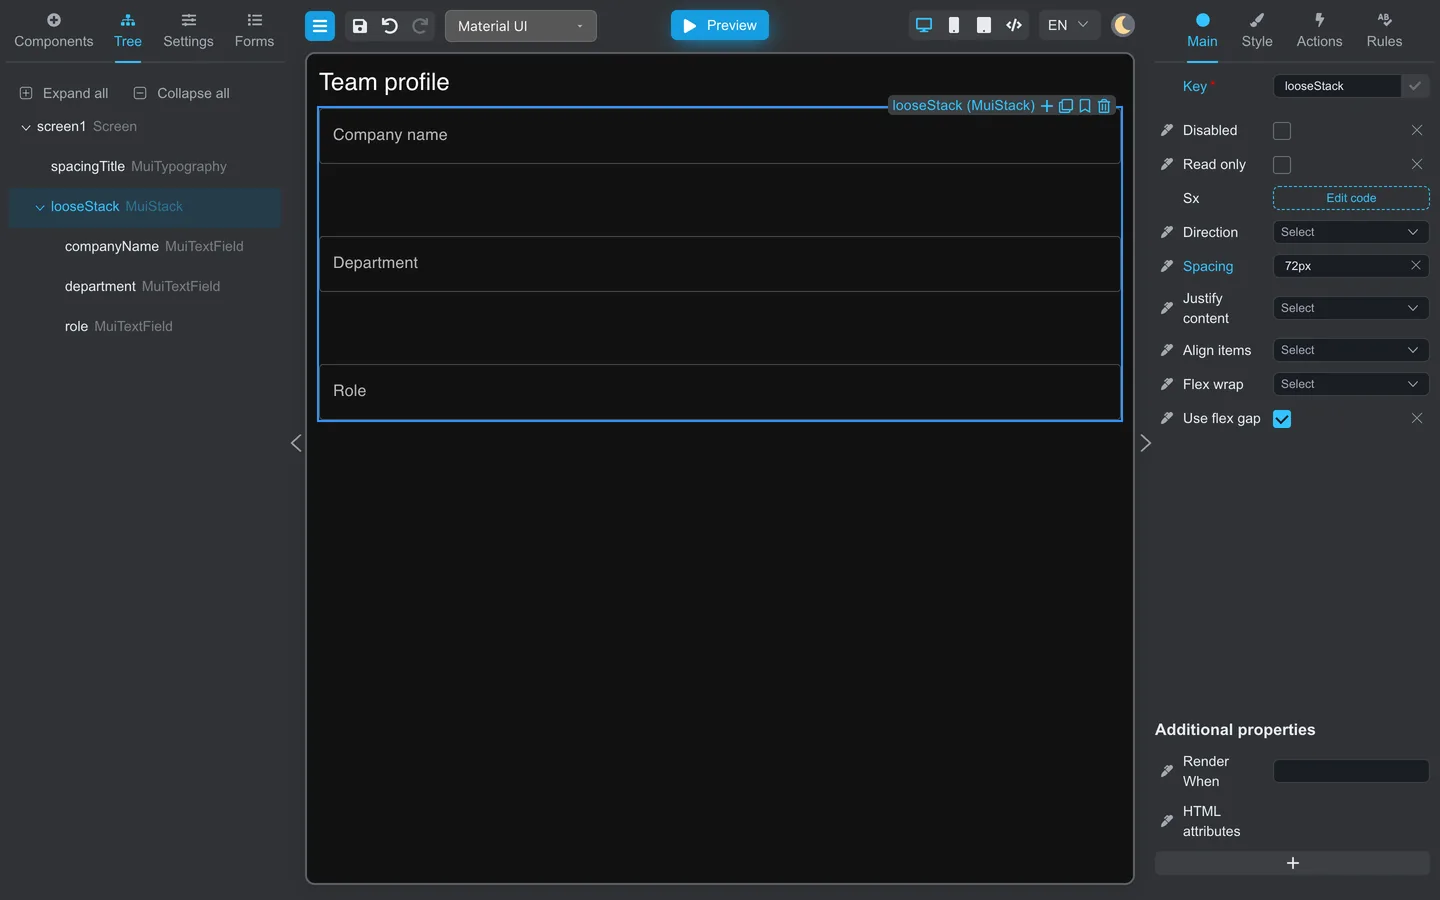 Components
Tree
Settings
Forms
Expand all
Collapse all
screen1 Screen
spacingTitle MuiTypography
looseStack MuiStack
companyName MuiTextField
department MuiTextField
role MuiTextField
Material UI
Preview
EN
Team profile
looseStack (MuiStack)
Company name
Department
Role
Main
Style
Actions
AB
Rules
Key *
looseStack
Disabled
Read only
Sx
Edit code
Direction
Select
Spacing
72px
Justify
content
Select
Align items
Select
Flex wrap
Select
Use flex gap
Additional properties
Render
When
HTML
attributes